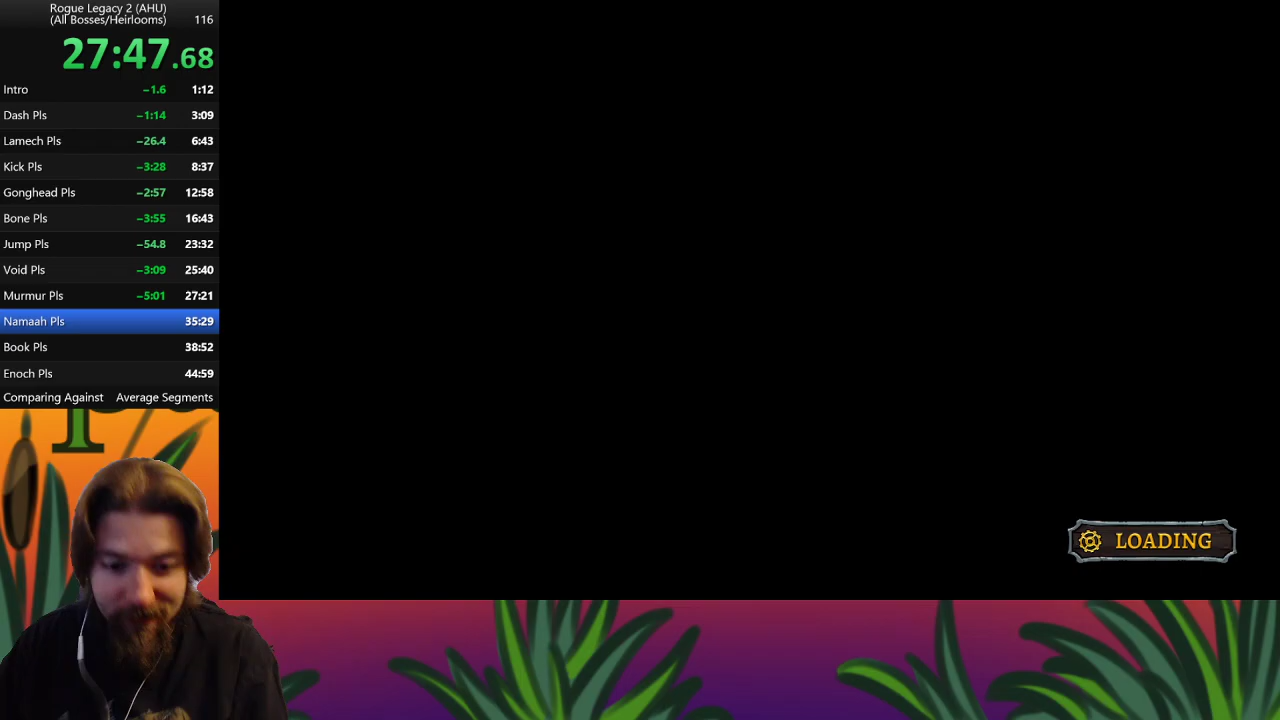 Rogue Legacy 2 (AHU)
(All Bosses/Heirlooms) 116
27:47.68
Intro −1.6 1:12
Dash Pls −1:14 3:09
Lamech Pls −26.4 6:43
Kick Pls −3:28 8:37
Gonghead Pls −2:57 12:58
Bone Pls −3:55 16:43
Jump Pls −54.8 23:32
Void Pls −3:09 25:40
Murmur Pls −5:01 27:21
Namaah Pls 35:29
Book Pls 38:52
Enoch Pls 44:59
Comparing Against Average Segments
LOADING